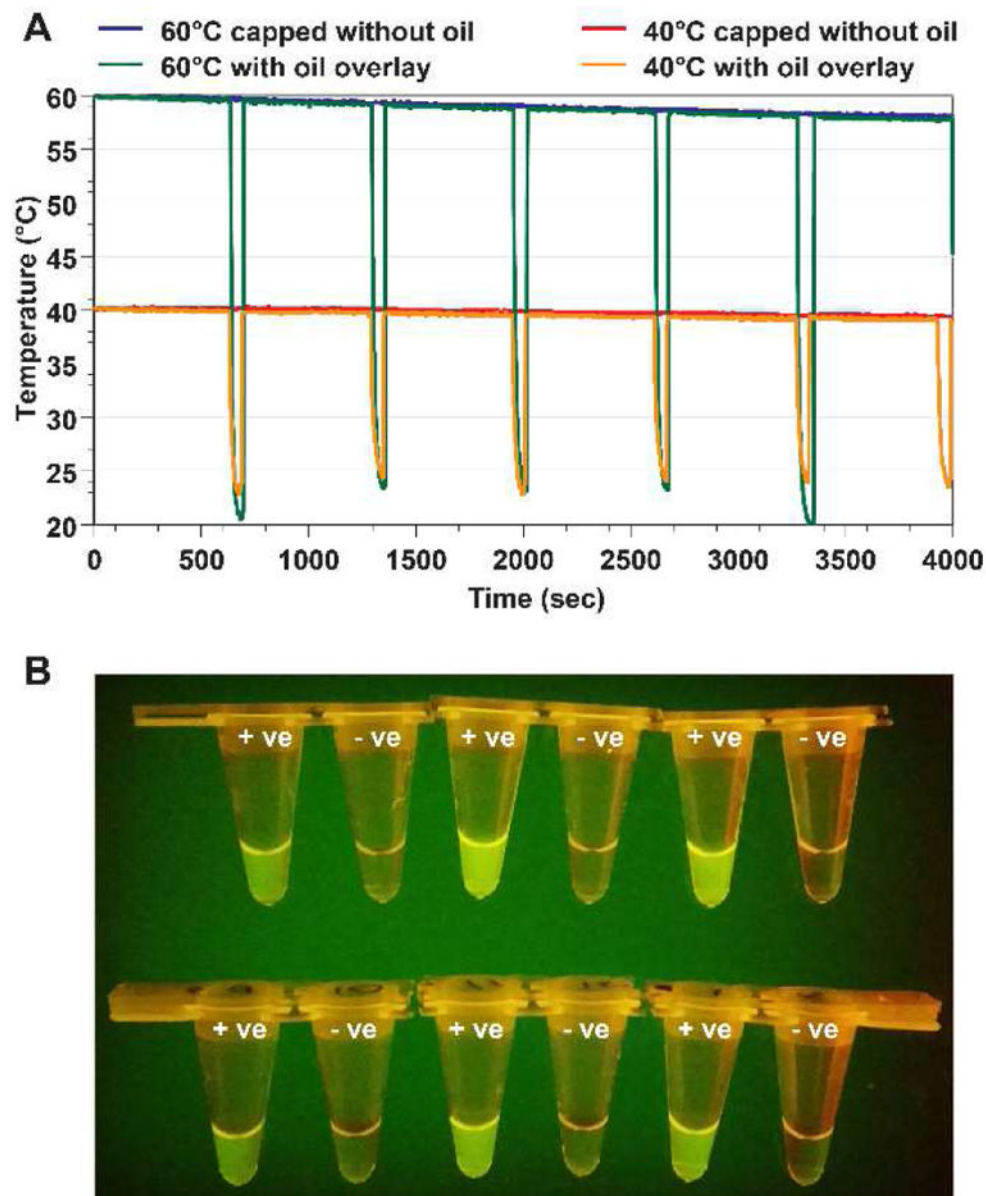 A
60°C capped without oil
40°C capped without oil
60°C with oil overlay
40°C with oil overlay
60
55
50
45
40
35
30
25
20
Temperature (°C)
0 500 1000 1500 2000 2500 3000 3500 4000
Time (sec)
B
+ ve - ve + ve - ve + ve - ve
+ ve - ve + ve - ve + ve - ve